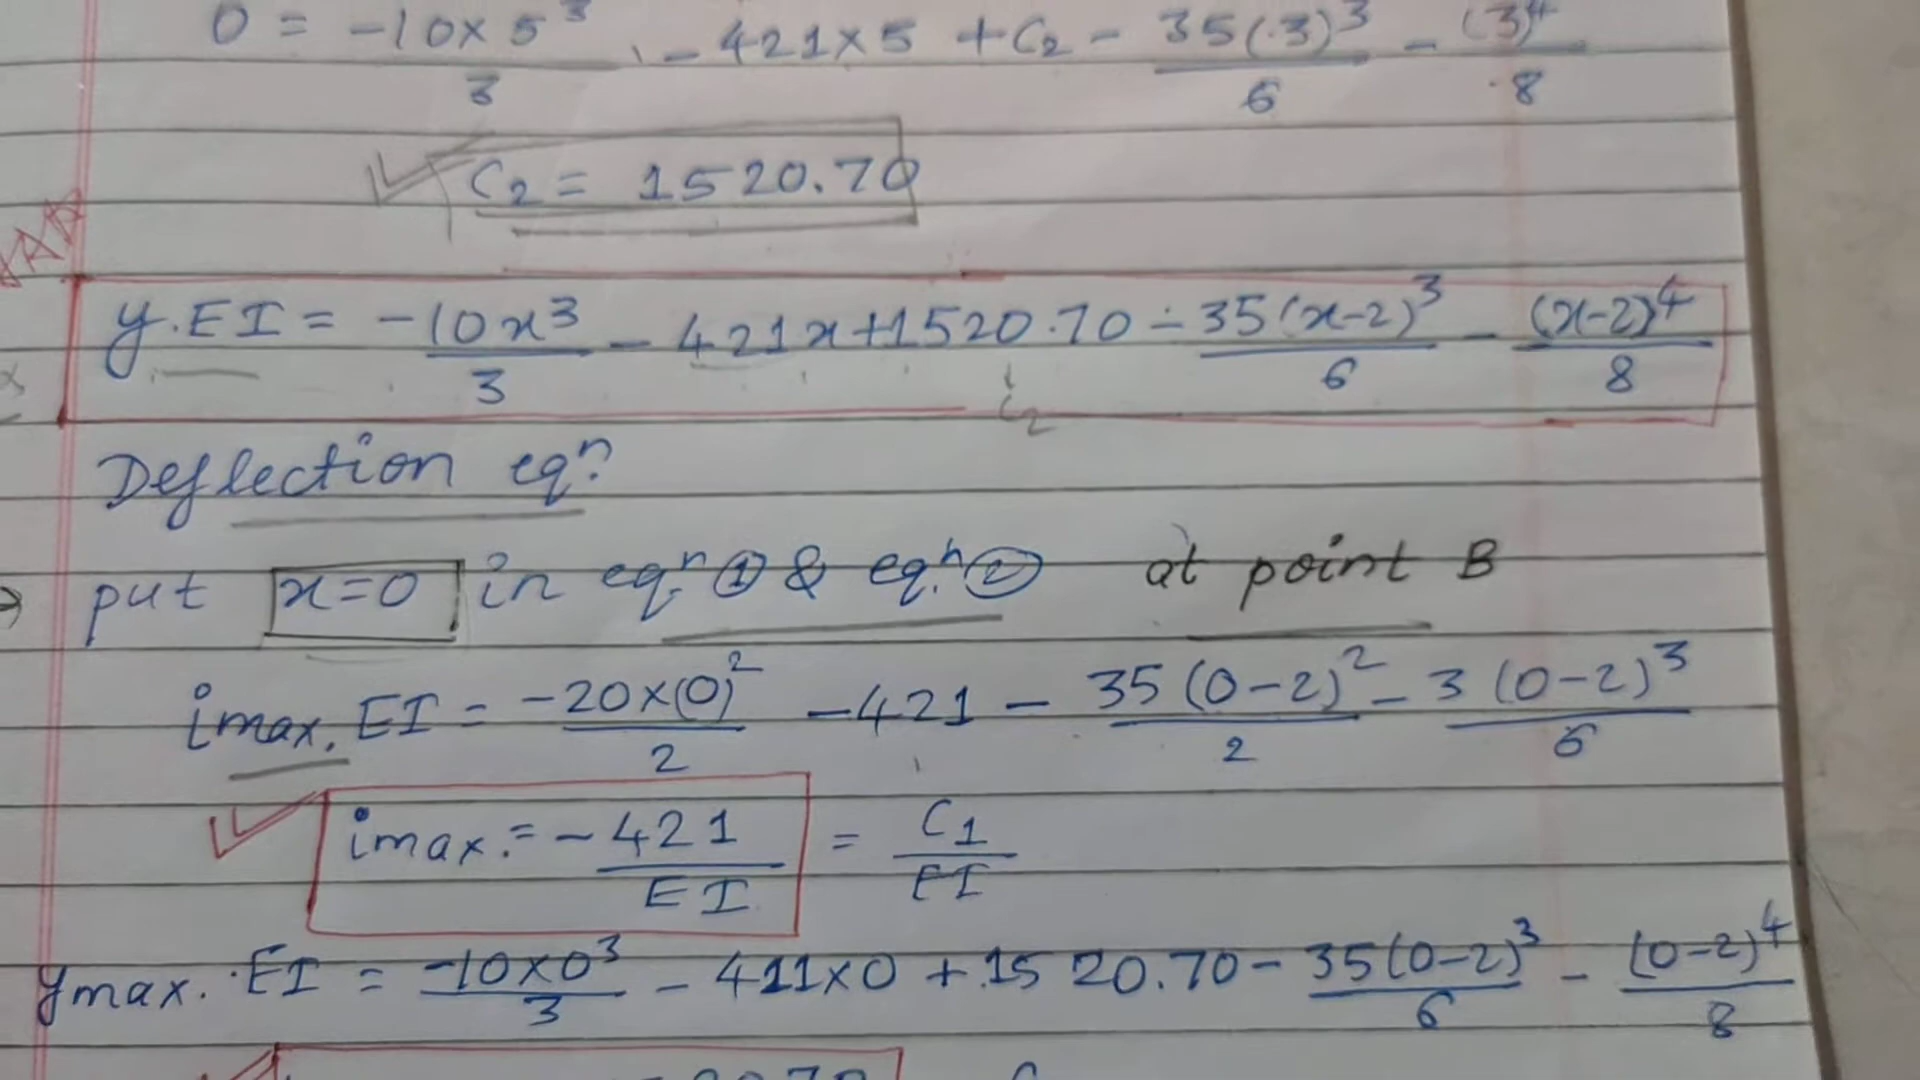 0 = -10×5³/3 - 421×5 + C₂ - 35(3)³/6 - (3)⁴/8
C₂ = 1520.70
y.EI = -10x³/3 - 421x + 1520.70 - 35(x-2)³/6 - (x-2)⁴/8
C₂
Deflection eqⁿ
put x=0 in eqⁿ ① & eqⁿ ② at point B
imax. EI = -20×(0)²/2 - 421 - 35(0-2)²/2 - 3(0-2)³/6
imax. = -421/EI = C₁/EI
ymax. EI = -10×0³/3 - 421×0 + 1520.70 - 35(0-2)³/6 - (0-2)⁴/8